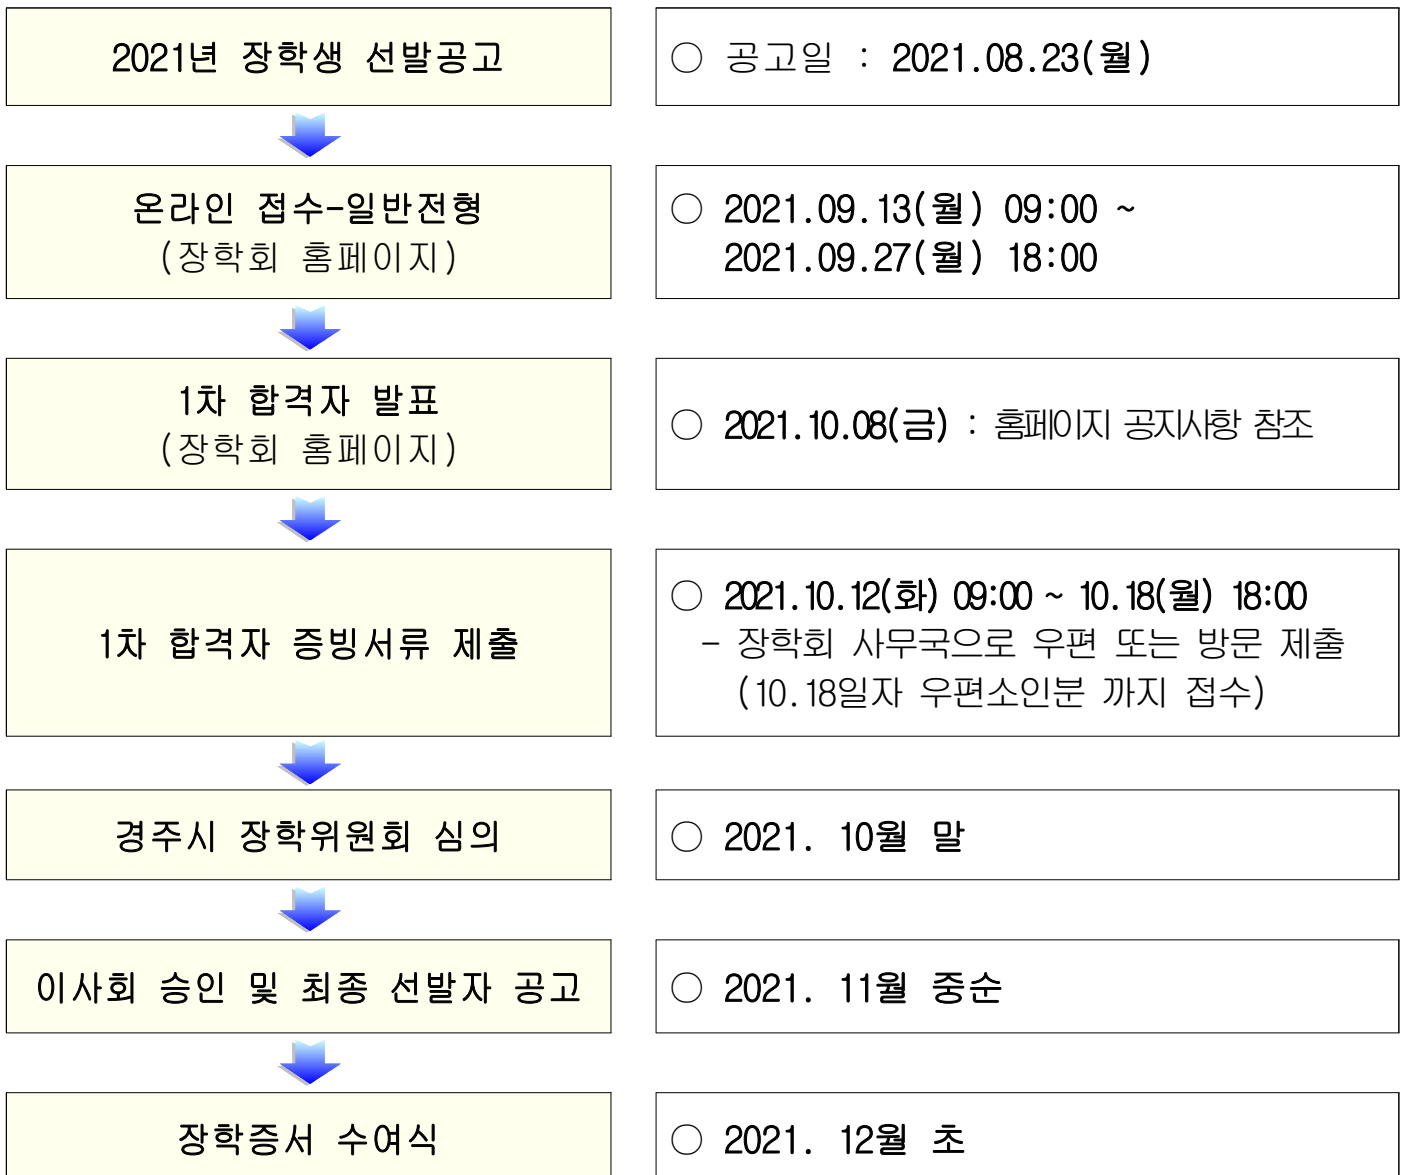 2021년 장학생 선발공고
○ 공고일 : 2021.08.23(월)
온라인 접수-일반전형
(장학회 홈페이지)
○ 2021.09.13(월) 09:00 ~
2021.09.27(월) 18:00
1차 합격자 발표
(장학회 홈페이지)
○ 2021.10.08(금) : 홈페이지 공지사항 참조
1차 합격자 증빙서류 제출
○ 2021.10.12(화) 09:00 ~ 10.18(월) 18:00
- 장학회 사무국으로 우편 또는 방문 제출
(10.18일자 우편소인분 까지 접수)
경주시 장학위원회 심의
○ 2021. 10월 말
이사회 승인 및 최종 선발자 공고
○ 2021. 11월 중순
장학증서 수여식
○ 2021. 12월 초